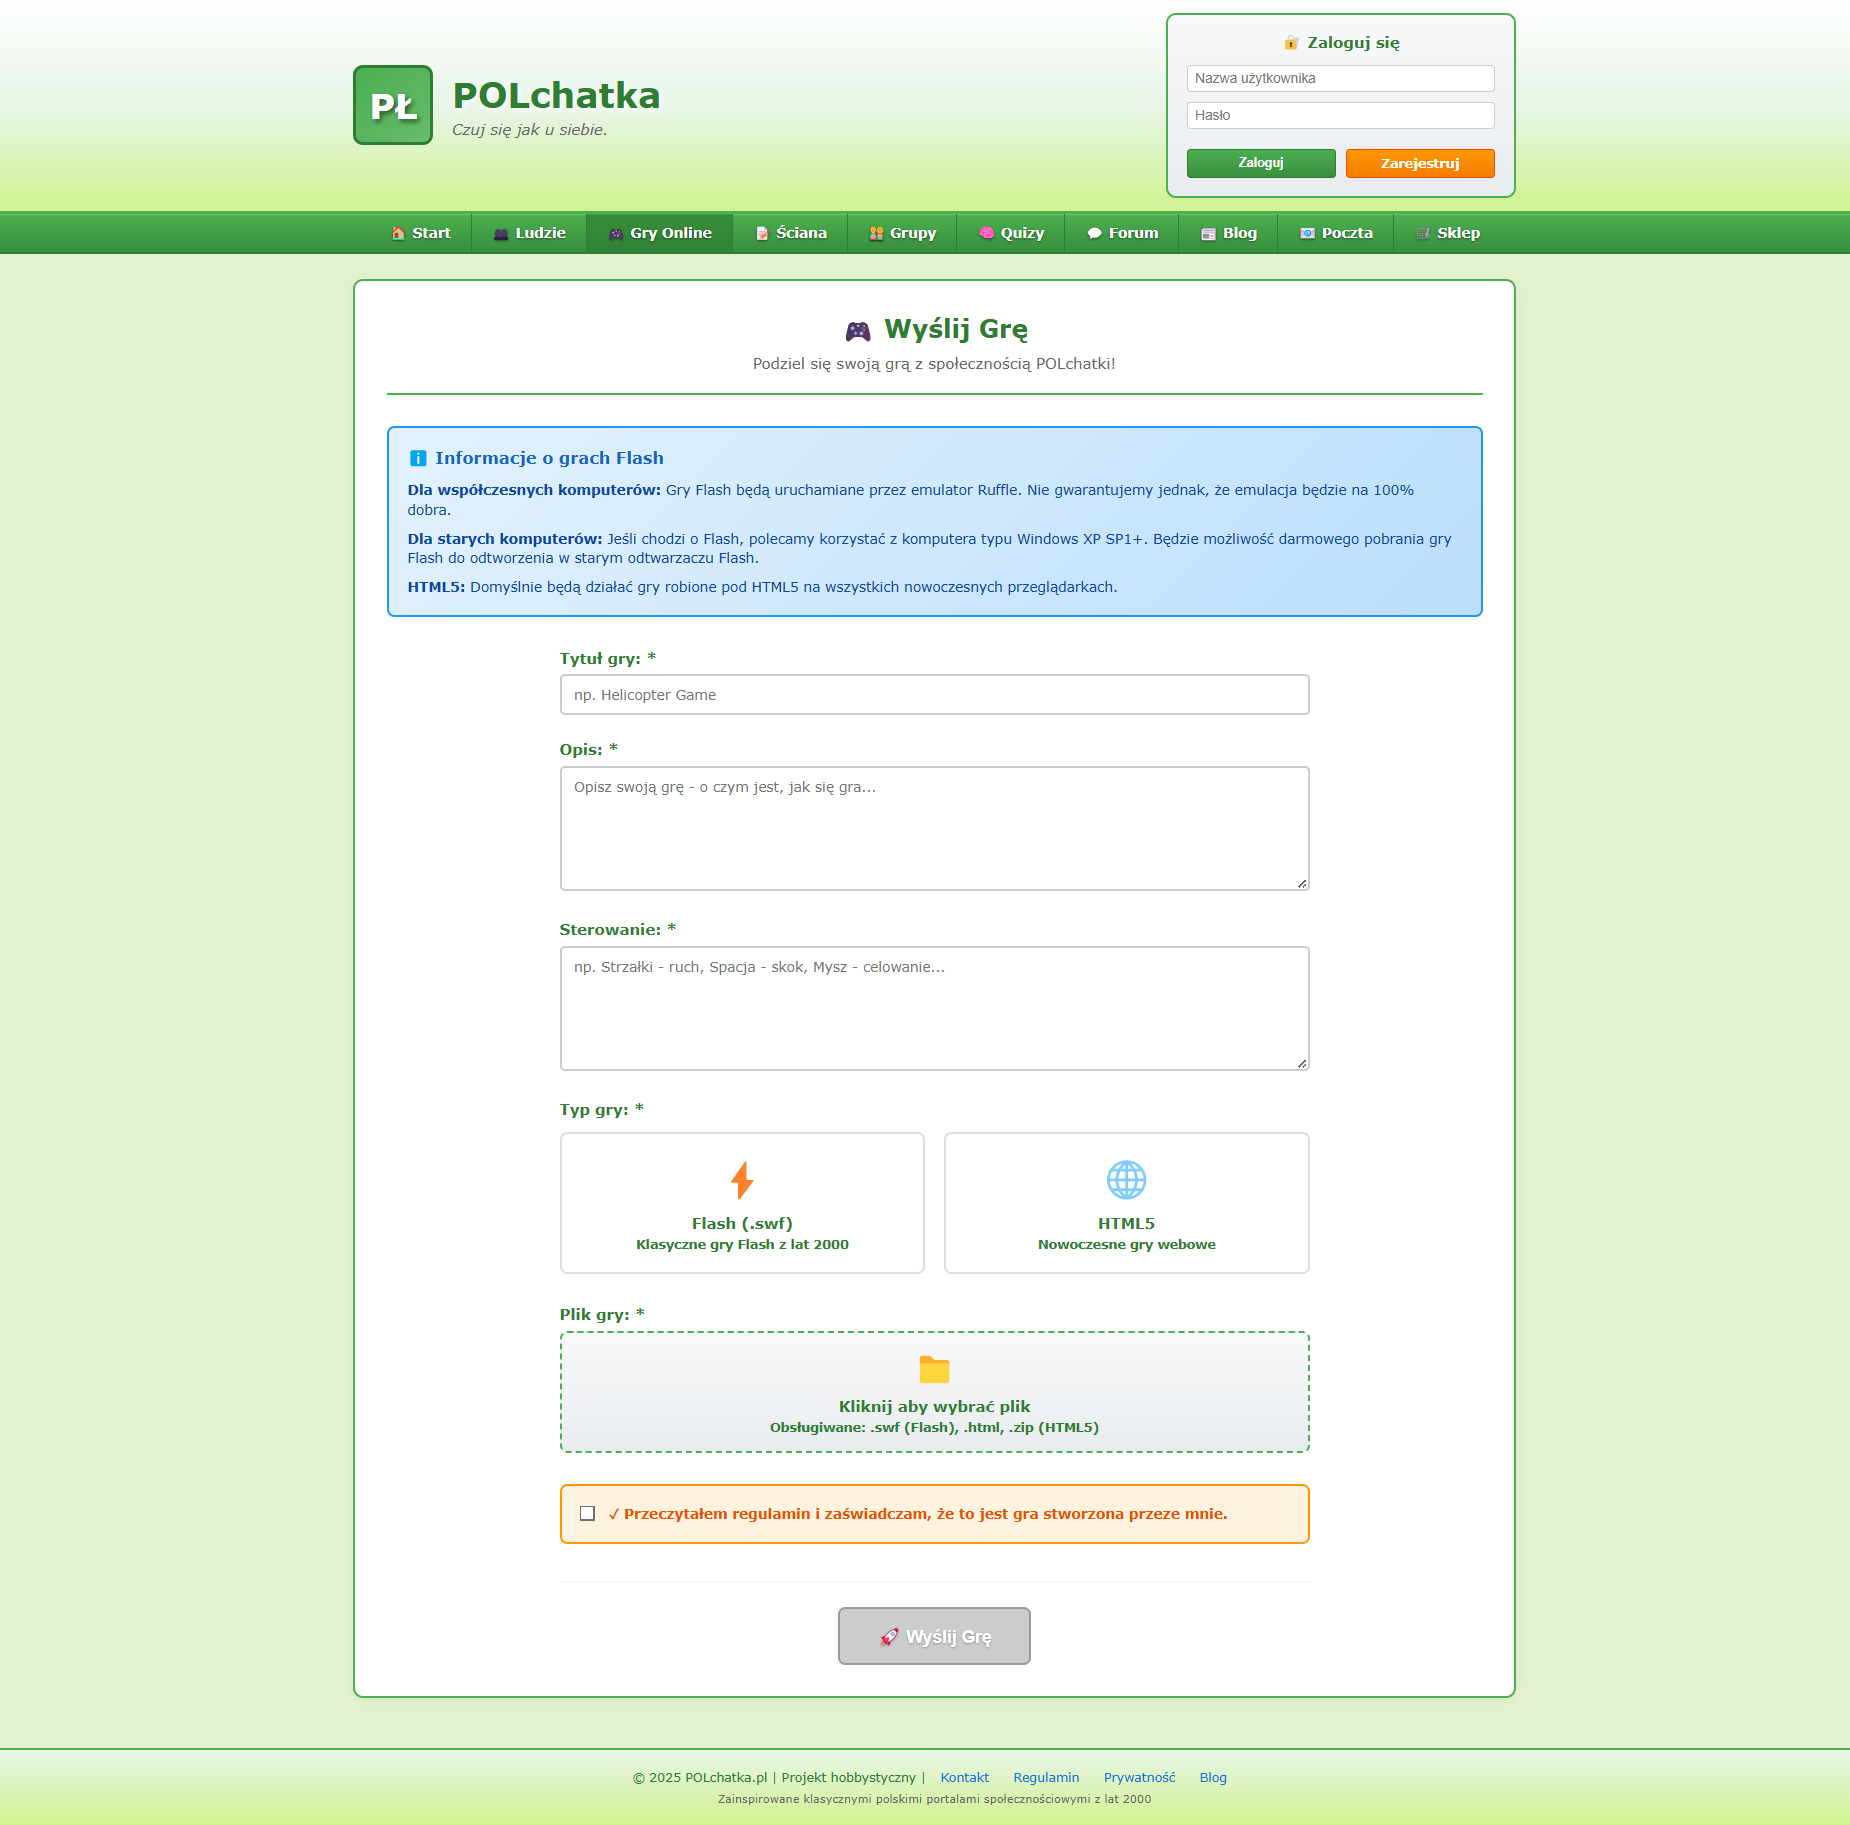 🔐 Zaloguj się
Nazwa użytkownika
Hasło
Zaloguj
Zarejestruj
PŁ
POLchatka
Czuj się jak u siebie.
🏠 Start
👥 Ludzie
🎮 Gry Online
📝 Ściana
👨‍👩‍👧‍👦 Grupy
🧠 Quizy
💬 Forum
📰 Blog
📧 Poczta
🛒 Sklep
🎮 Wyślij Grę
Podziel się swoją grą z społecznością POLchatki!
ℹ️ Informacje o grach Flash
Dla współczesnych komputerów: Gry Flash będą uruchamiane przez emulator Ruffle. Nie gwarantujemy jednak, że emulacja będzie na 100%
dobra.
Dla starych komputerów: Jeśli chodzi o Flash, polecamy korzystać z komputera typu Windows XP SP1+. Będzie możliwość darmowego pobrania gry
Flash do odtworzenia w starym odtwarzaczu Flash.
HTML5: Domyślnie będą działać gry robione pod HTML5 na wszystkich nowoczesnych przeglądarkach.
Tytuł gry: *
np. Helicopter Game
Opis: *
Opisz swoją grę - o czym jest, jak się gra...
Sterowanie: *
np. Strzałki - ruch, Spacja - skok, Mysz - celowanie...
Typ gry: *
Flash (.swf)
Klasyczne gry Flash z lat 2000
HTML5
Nowoczesne gry webowe
Plik gry: *
Kliknij aby wybrać plik
Obsługiwane: .swf (Flash), .html, .zip (HTML5)
✓ Przeczytałem regulamin i zaświadczam, że to jest gra stworzona przeze mnie.
🚀 Wyślij Grę
© 2025 POLchatka.pl | Projekt hobbystyczny | Kontakt Regulamin Prywatność Blog
Zainspirowane klasycznymi polskimi portalami społecznościowymi z lat 2000